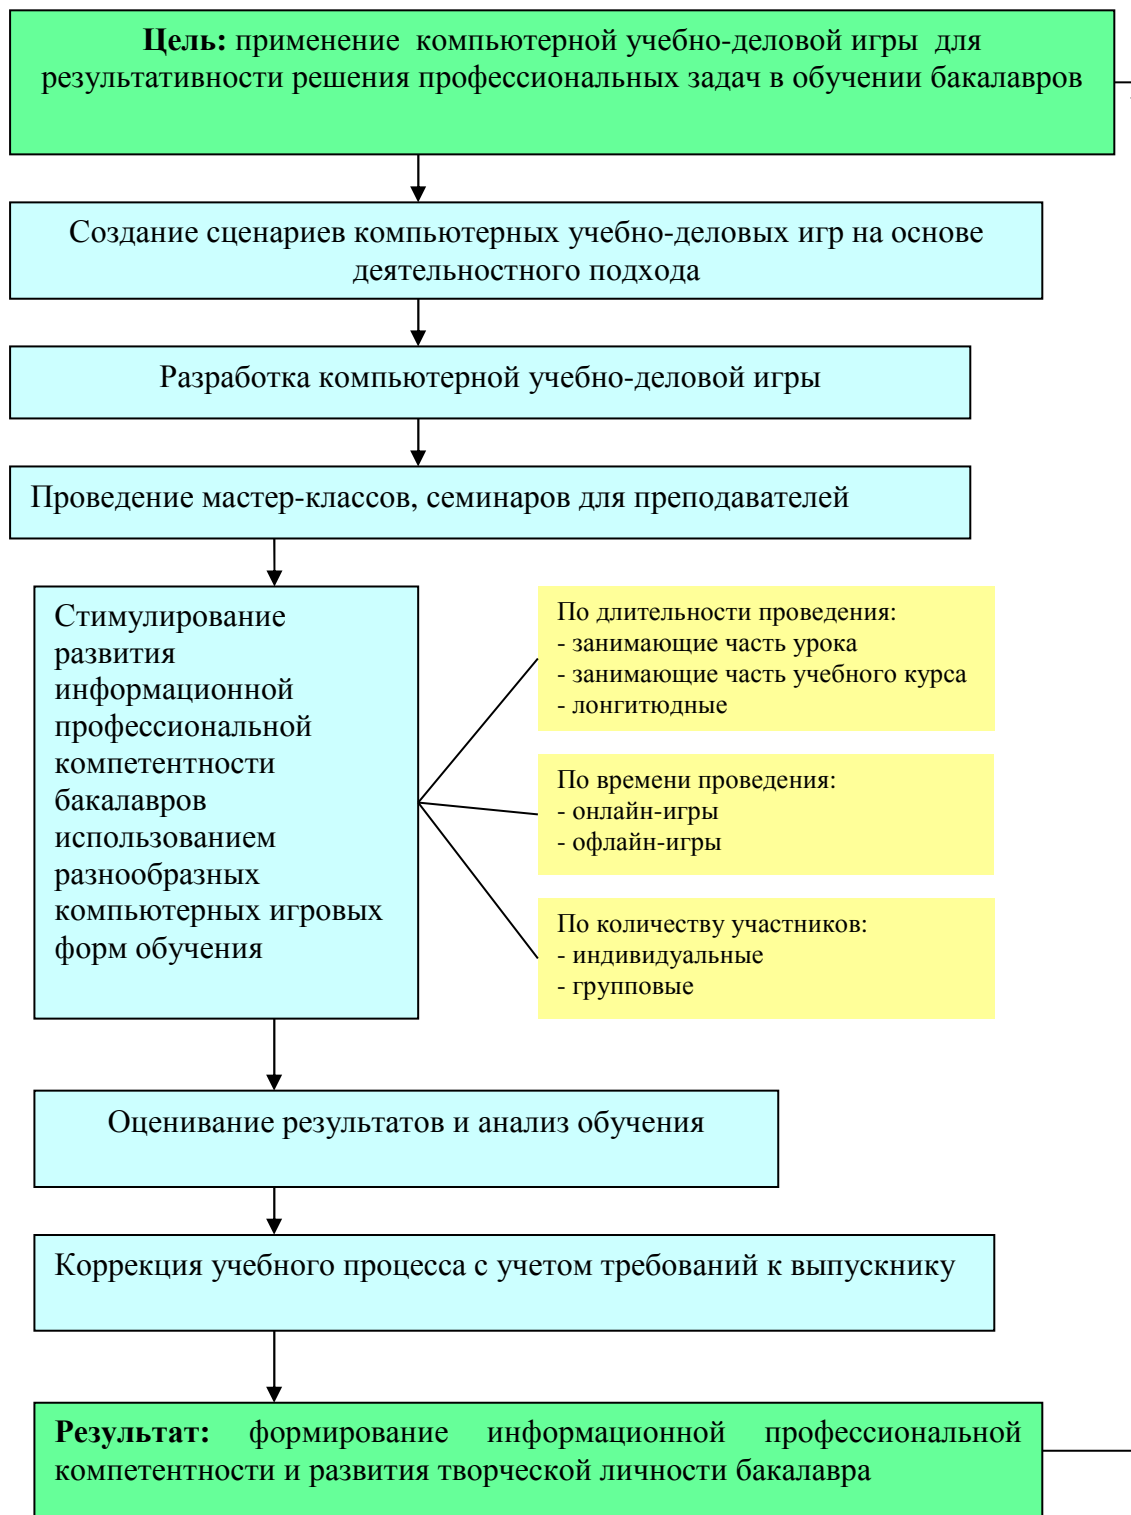 Цель: применение компьютерной учебно-деловой игры для
результативности решения профессиональных задач в обучении бакалавров
Создание сценариев компьютерных учебно-деловых игр на основе
деятельностного подхода
Разработка компьютерной учебно-деловой игры
Проведение мастер-классов, семинаров для преподавателей
Стимулирование
развития
информационной
профессиональной
компетентности
бакалавров
использованием
разнообразных
компьютерных игровых
форм обучения
По длительности проведения:
- занимающие часть урока
- занимающие часть учебного курса
- лонгитюдные
По времени проведения:
- онлайн-игры
- офлайн-игры
По количеству участников:
- индивидуальные
- групповые
Оценивание результатов и анализ обучения
Коррекция учебного процесса с учетом требований к выпускнику
Результат: формирование информационной профессиональной
компетентности и развития творческой личности бакалавра